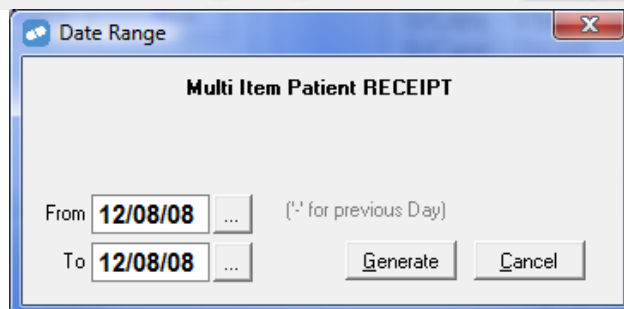 Date Range
Multi Item Patient RECEIPT
From 12/08/08 ... ('-' for previous Day)
To 12/08/08 ... Generate Cancel